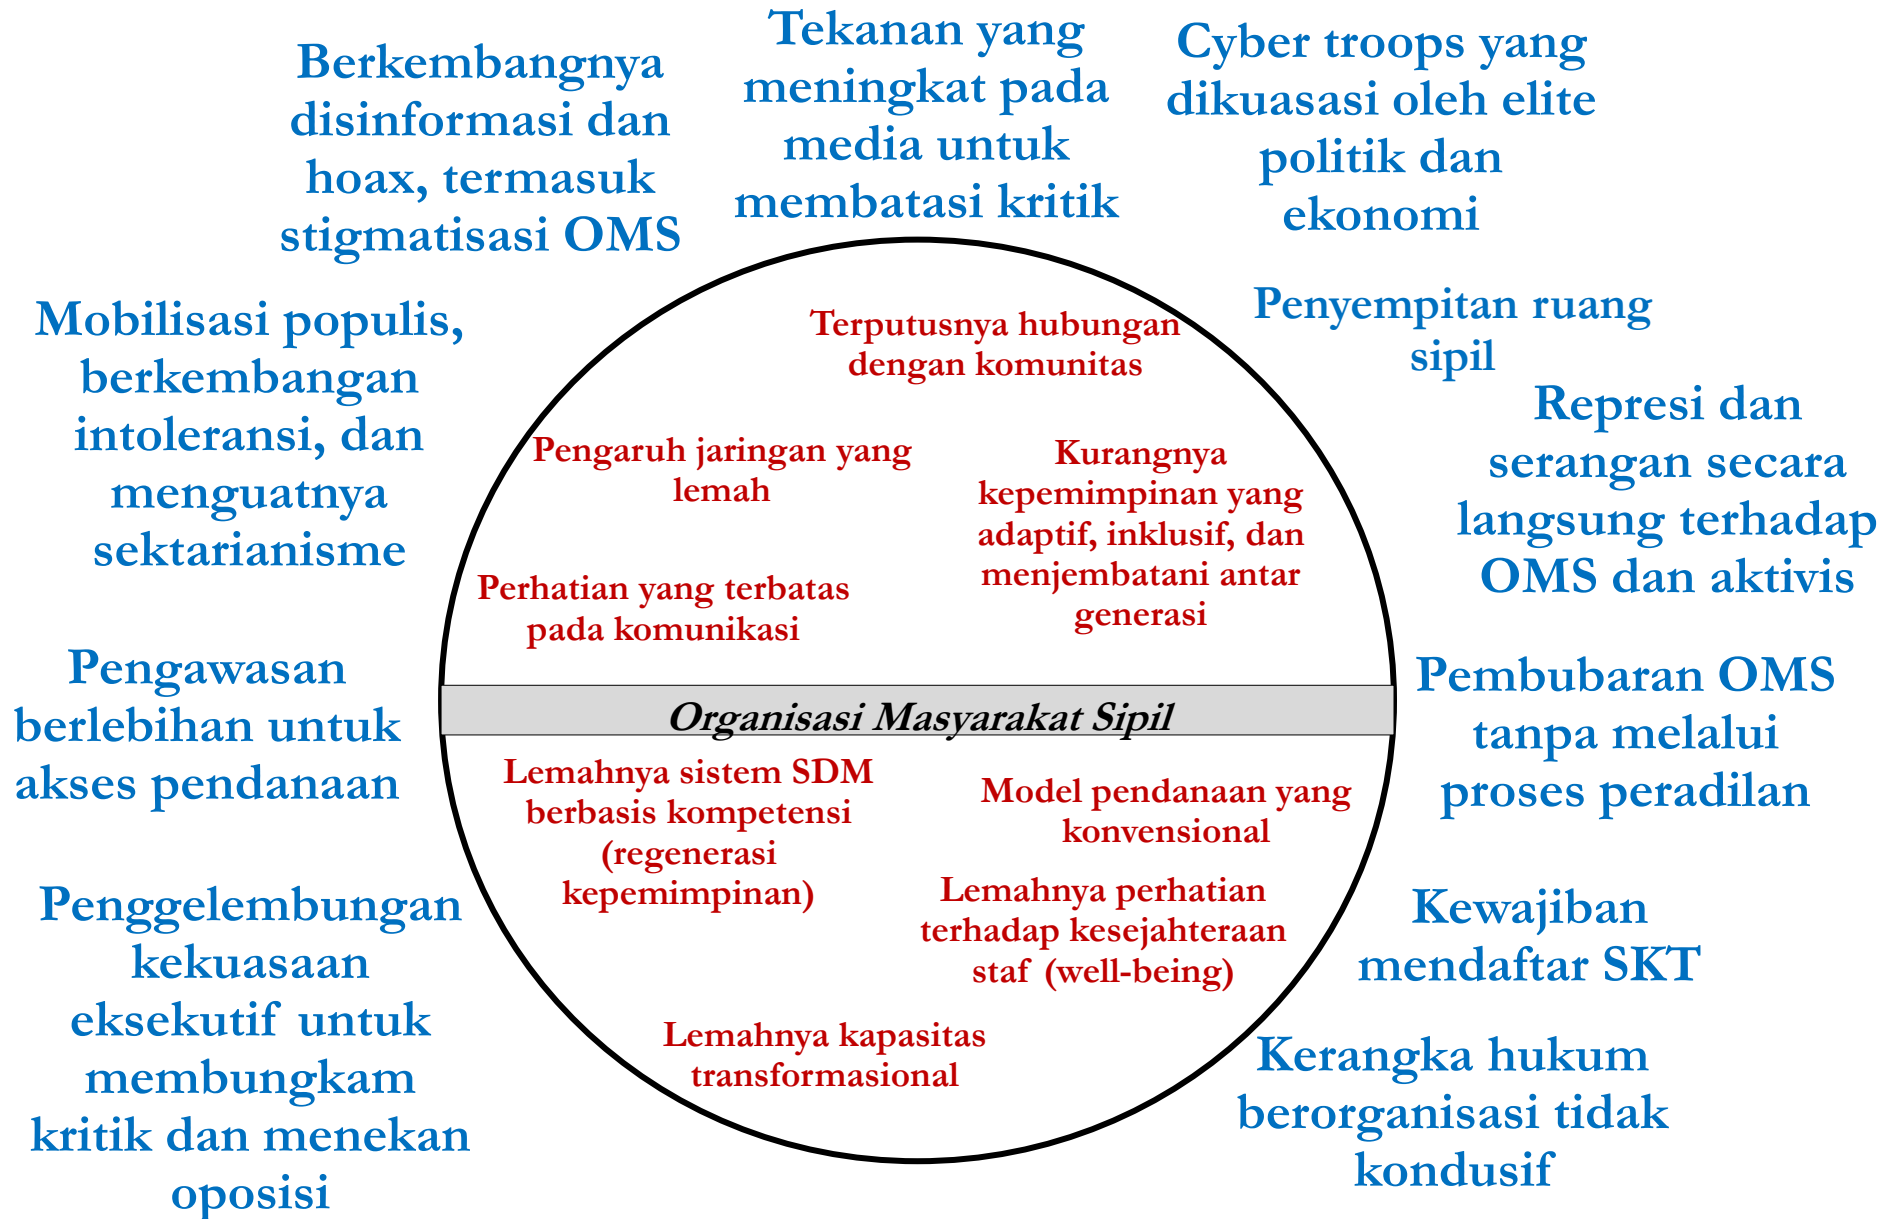 Berkembangnya
disinformasi dan
hoax, termasuk
stigmatisasi OMS
Tekanan yang
meningkat pada
media untuk
membatasi kritik
Cyber troops yang
dikuasasi oleh elite
politik dan
ekonomi
Mobilisasi populis,
berkembangan
intoleransi, dan
menguatnya
sektarianisme
Penyempitan ruang
sipil
Represi dan
serangan secara
langsung terhadap
OMS dan aktivis
Terputusnya hubungan
dengan komunitas
Pengaruh jaringan yang
lemah
Kurangnya
kepemimpinan yang
adaptif, inklusif, dan
menjembatani antar
generasi
Perhatian yang terbatas
pada komunikasi
Pengawasan
berlebihan untuk
akses pendanaan
Organisasi Masyarakat Sipil
Pembubaran OMS
tanpa melalui
proses peradilan
Lemahnya sistem SDM
berbasis kompetensi
(regenerasi
kepemimpinan)
Model pendanaan yang
konvensional
Lemahnya perhatian
terhadap kesejahteraan
staf (well-being)
Lemahnya kapasitas
transformasional
Penggelembungan
kekuasaan
eksekutif untuk
membungkam
kritik dan menekan
oposisi
Kewajiban
mendaftar SKT
Kerangka hukum
berorganisasi tidak
kondusif